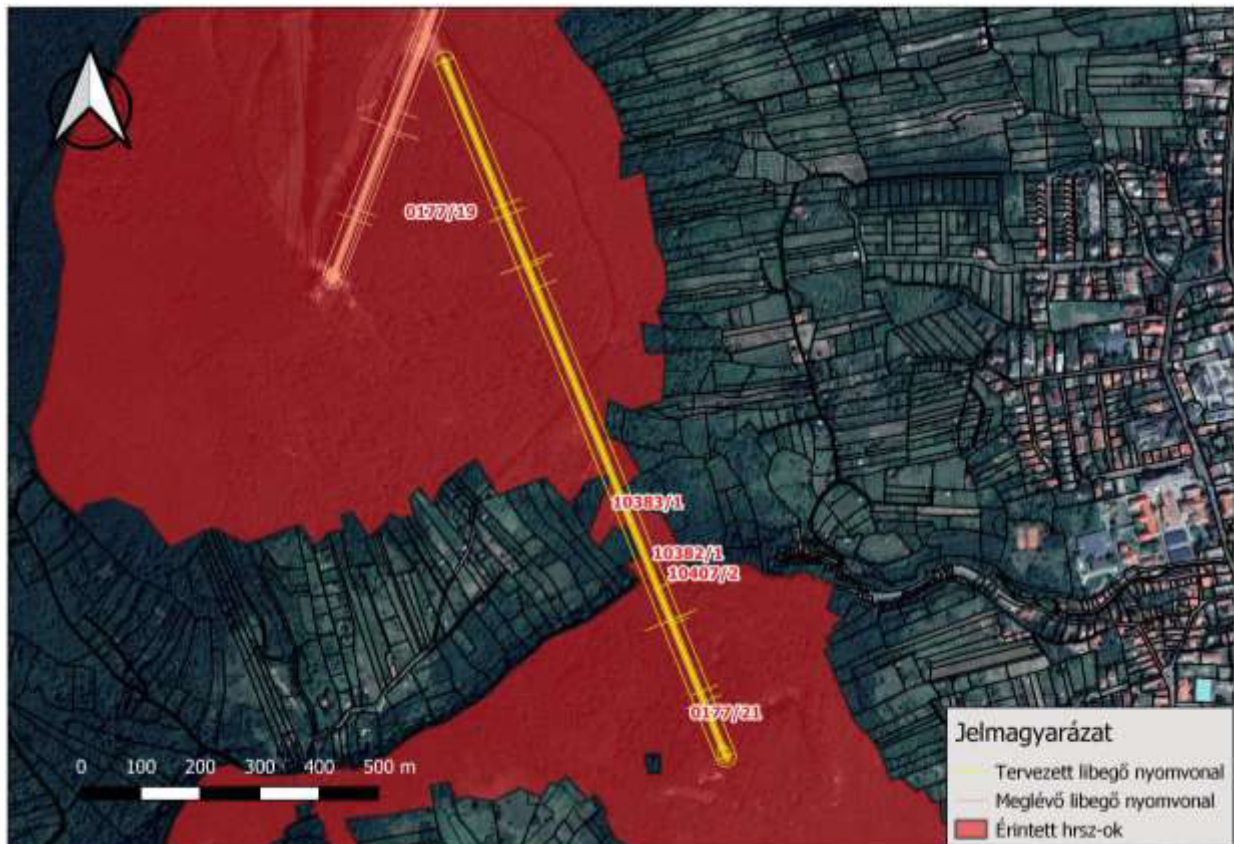 0177/19
10383/1
10382/1
10407/2
0177/21
0 100 200 300 400 500 m
Jelmagyarázat
Tervezett libegő nyomvonal
Meglévő libegő nyomvonal
Érintett hrsz-ok